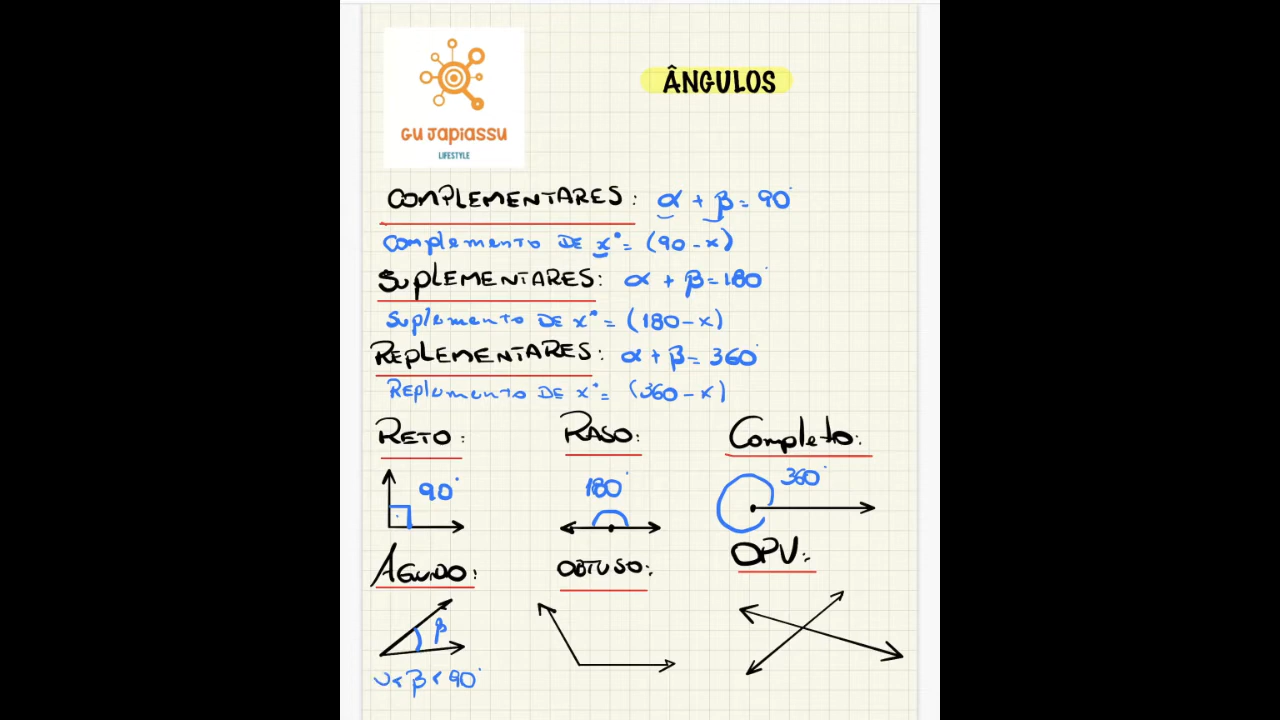 ÂNGULOS
GU JAPIASSU
LIFESTYLE
COMPLEMENTARES: α + β = 90°
Complemento DE x° = (90 - x)
SUPLEMENTARES: α + β = 180°
Suplemento DE x° = (180 - x)
REPLEMENTARES: α + β = 360°
Replemento DE x° = (360 - x)
RETO: RASO: Completo:
90° 180° 360°
AGUDO: OBTUSO: OPV:
β
0 < β < 90°